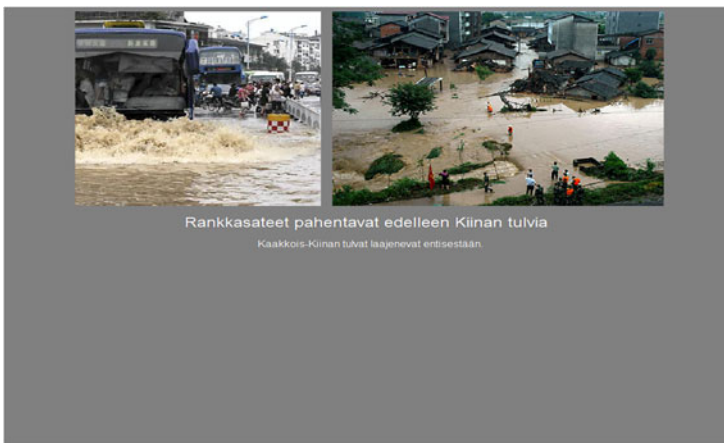 Rankkasateet pahentavat edelleen Kiinan tulvia
Kaakkois-Kiinan tulvat laajenevat entisestään.